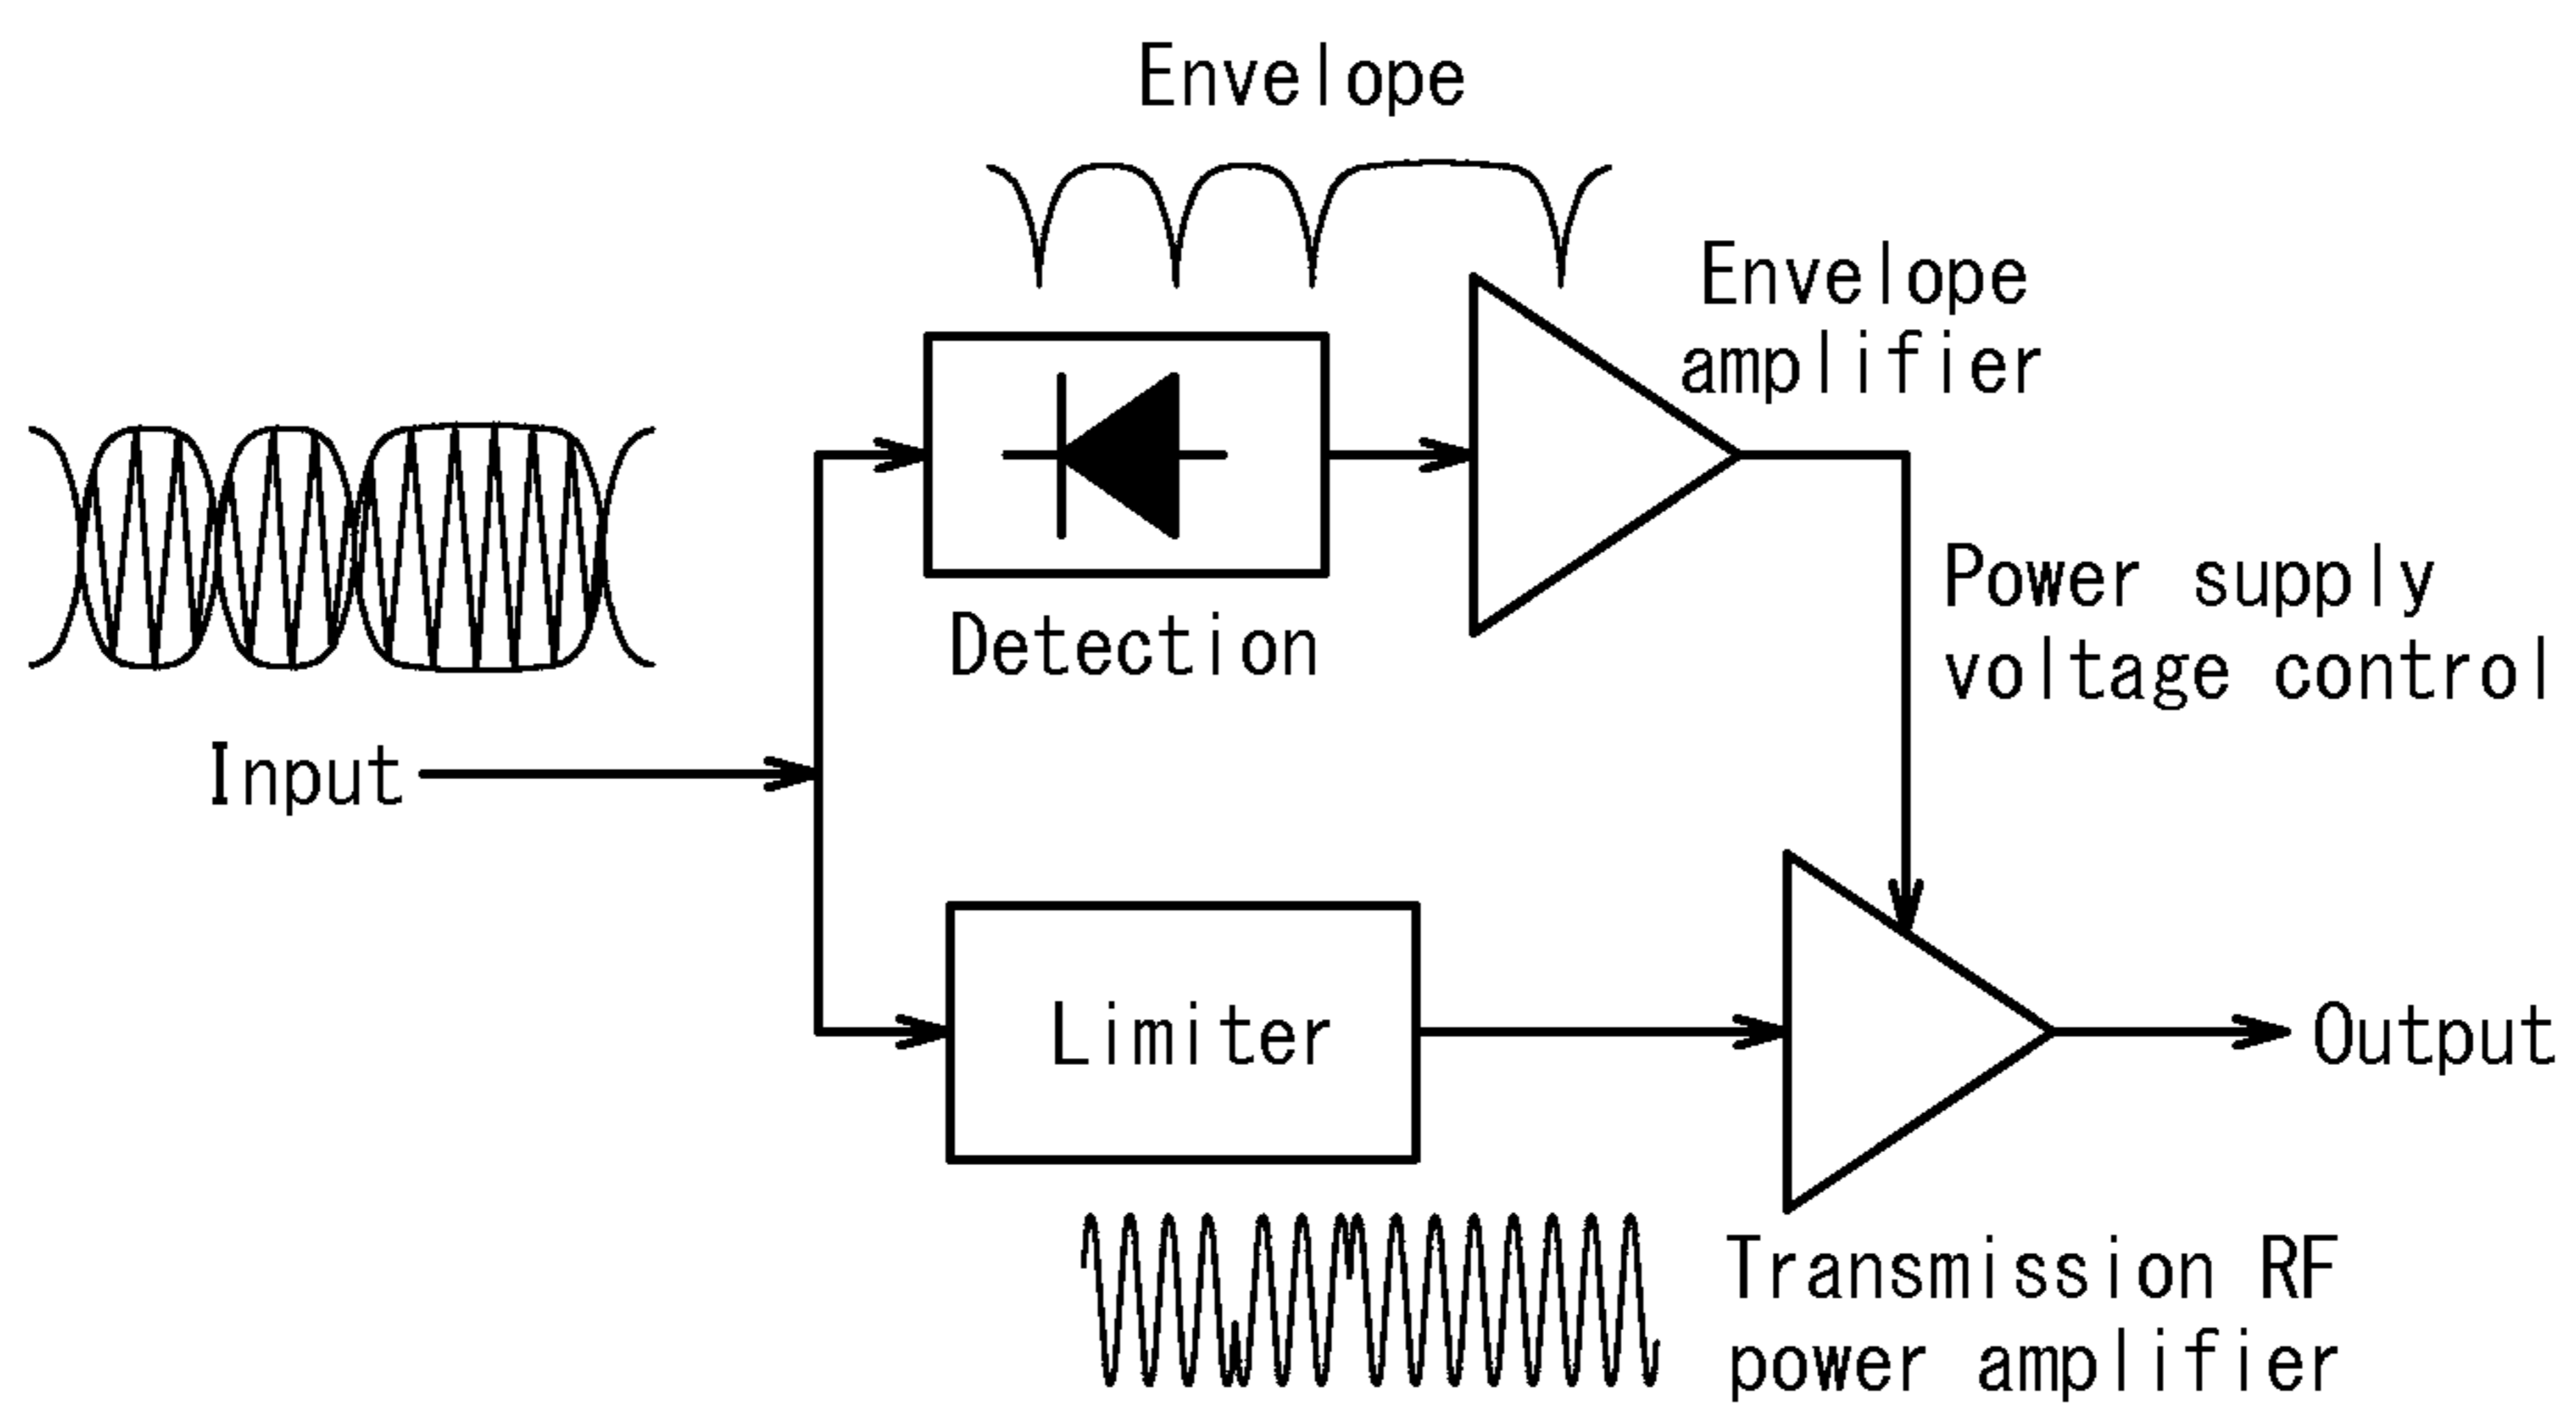 Envelope
Envelope
amplifier
Detection
Power supply
voltage control
Input
Limiter
Output
Transmission RF
power amplifier